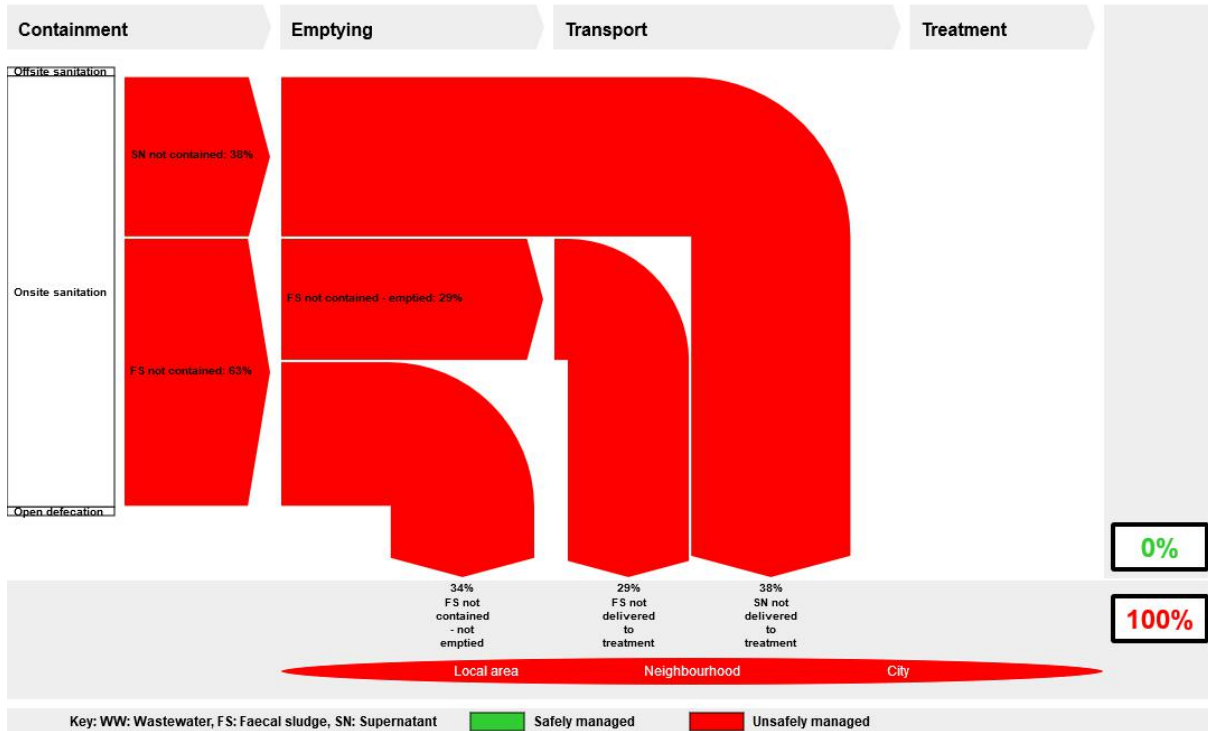 Containment
Emptying
Transport
Treatment
Offsite sanitation
SN not contained: 38%
Onsite sanitation
FS not contained - emptied: 29%
FS not contained: 63%
Open defecation
0%
34%
FS not
contained
- not
emptied
29%
FS not
delivered
to
treatment
38%
SN not
delivered
to
treatment
100%
Local area
Neighbourhood
City
Key: WW: Wastewater, FS: Faecal sludge, SN: Supernatant
Safely managed
Unsafely managed